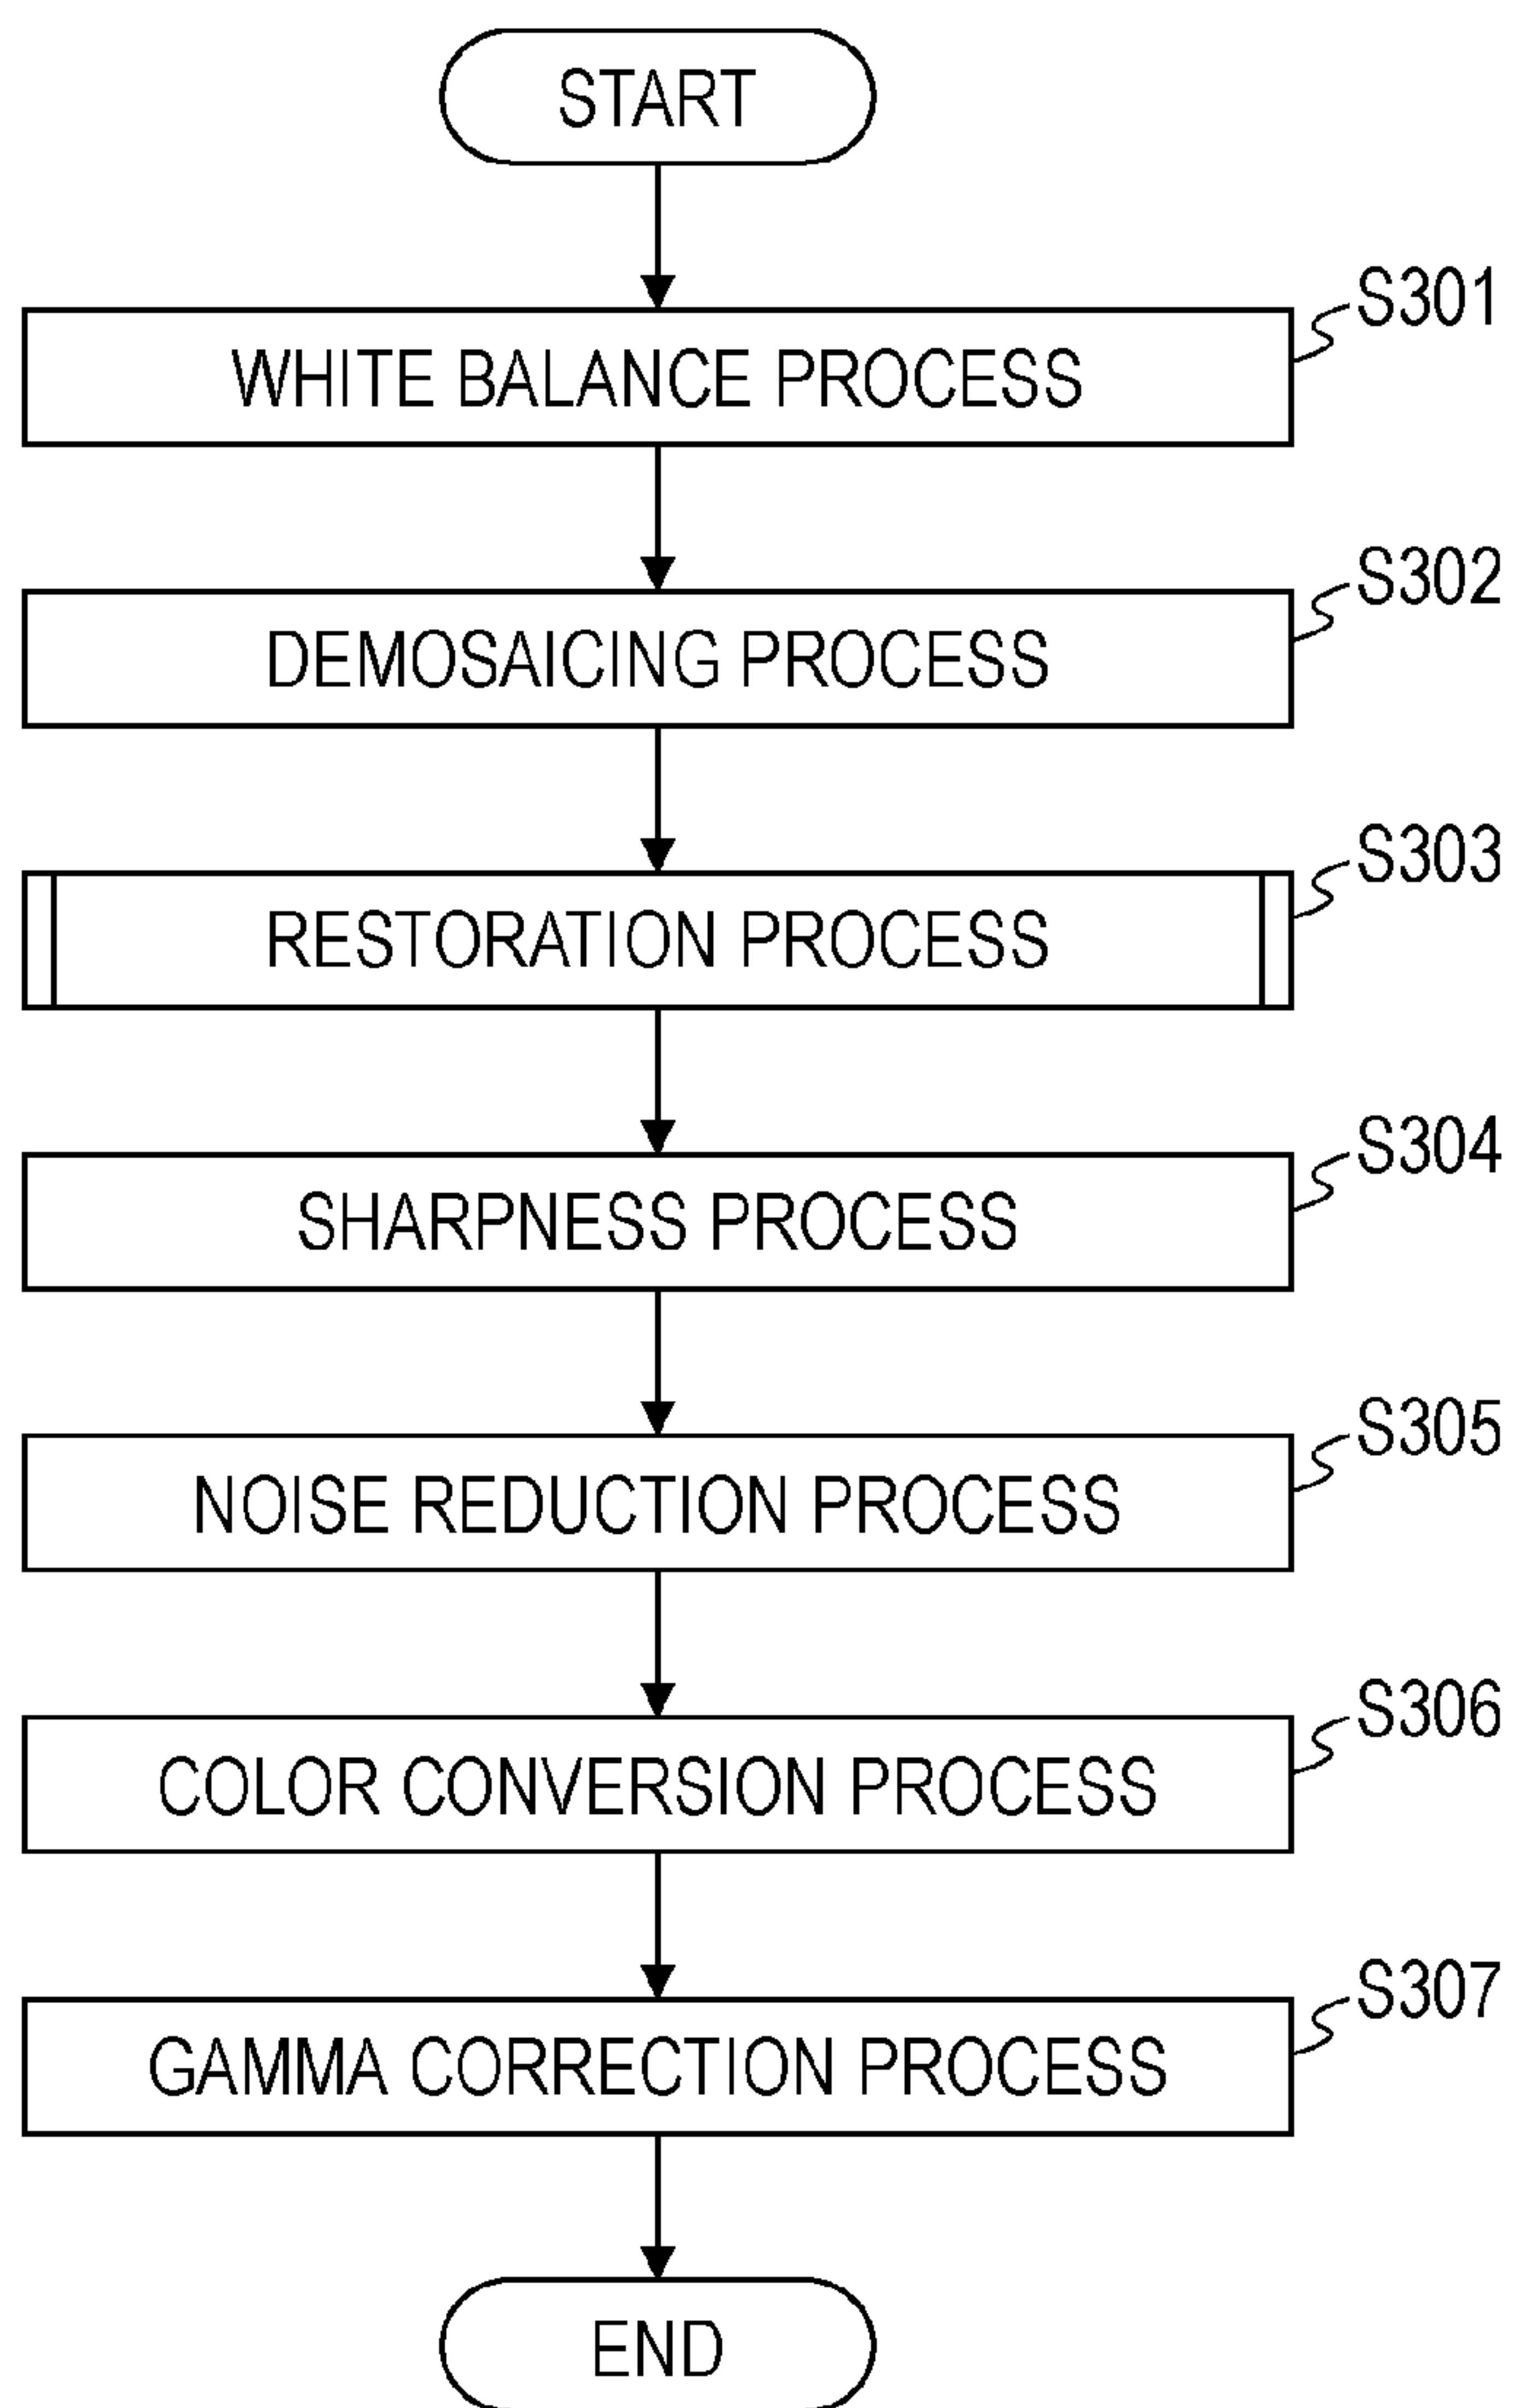 START
S301
WHITE BALANCE PROCESS
S302
DEMOSAICING PROCESS
S303
RESTORATION PROCESS
S304
SHARPNESS PROCESS
S305
NOISE REDUCTION PROCESS
S306
COLOR CONVERSION PROCESS
S307
GAMMA CORRECTION PROCESS
END